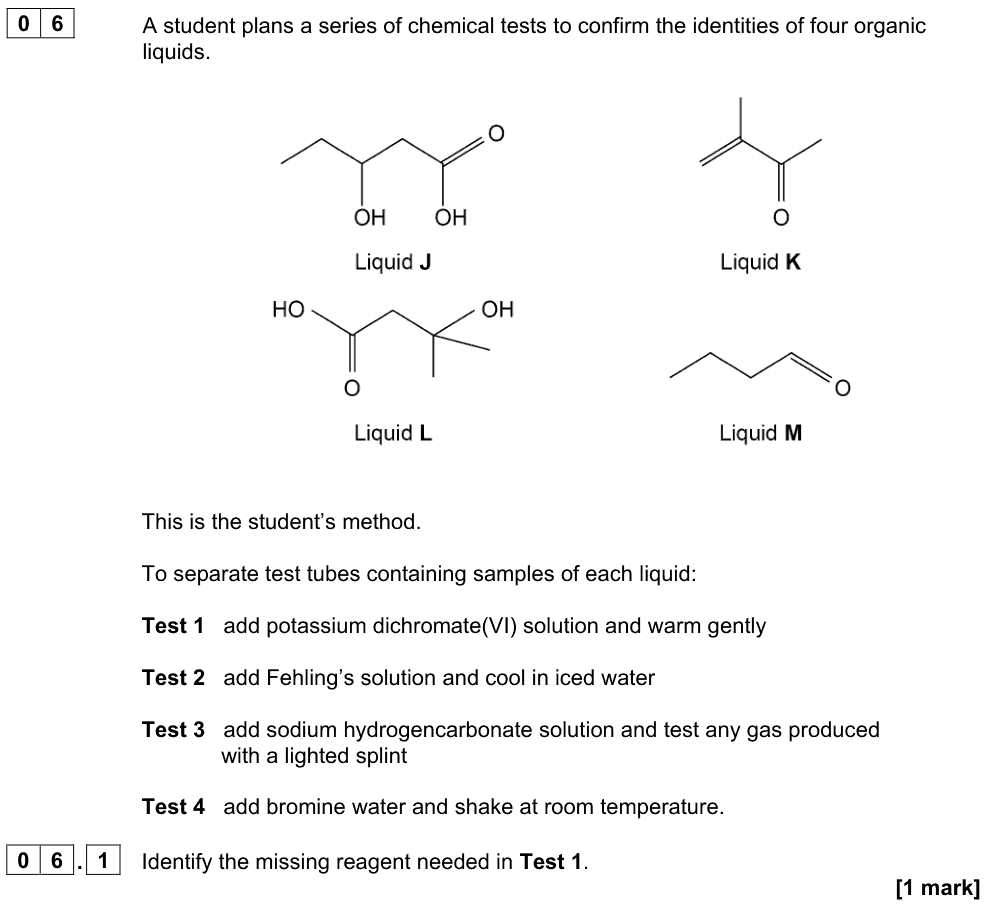 0 6 A student plans a series of chemical tests to confirm the identities of four organic
liquids.
O
OH OH
Liquid J
O
Liquid K
HO OH
O
Liquid L
O
Liquid M
This is the student’s method.
To separate test tubes containing samples of each liquid:
Test 1 add potassium dichromate(VI) solution and warm gently
Test 2 add Fehling’s solution and cool in iced water
Test 3 add sodium hydrogencarbonate solution and test any gas produced
with a lighted splint
Test 4 add bromine water and shake at room temperature.
0 6 . 1 Identify the missing reagent needed in Test 1.
[1 mark]